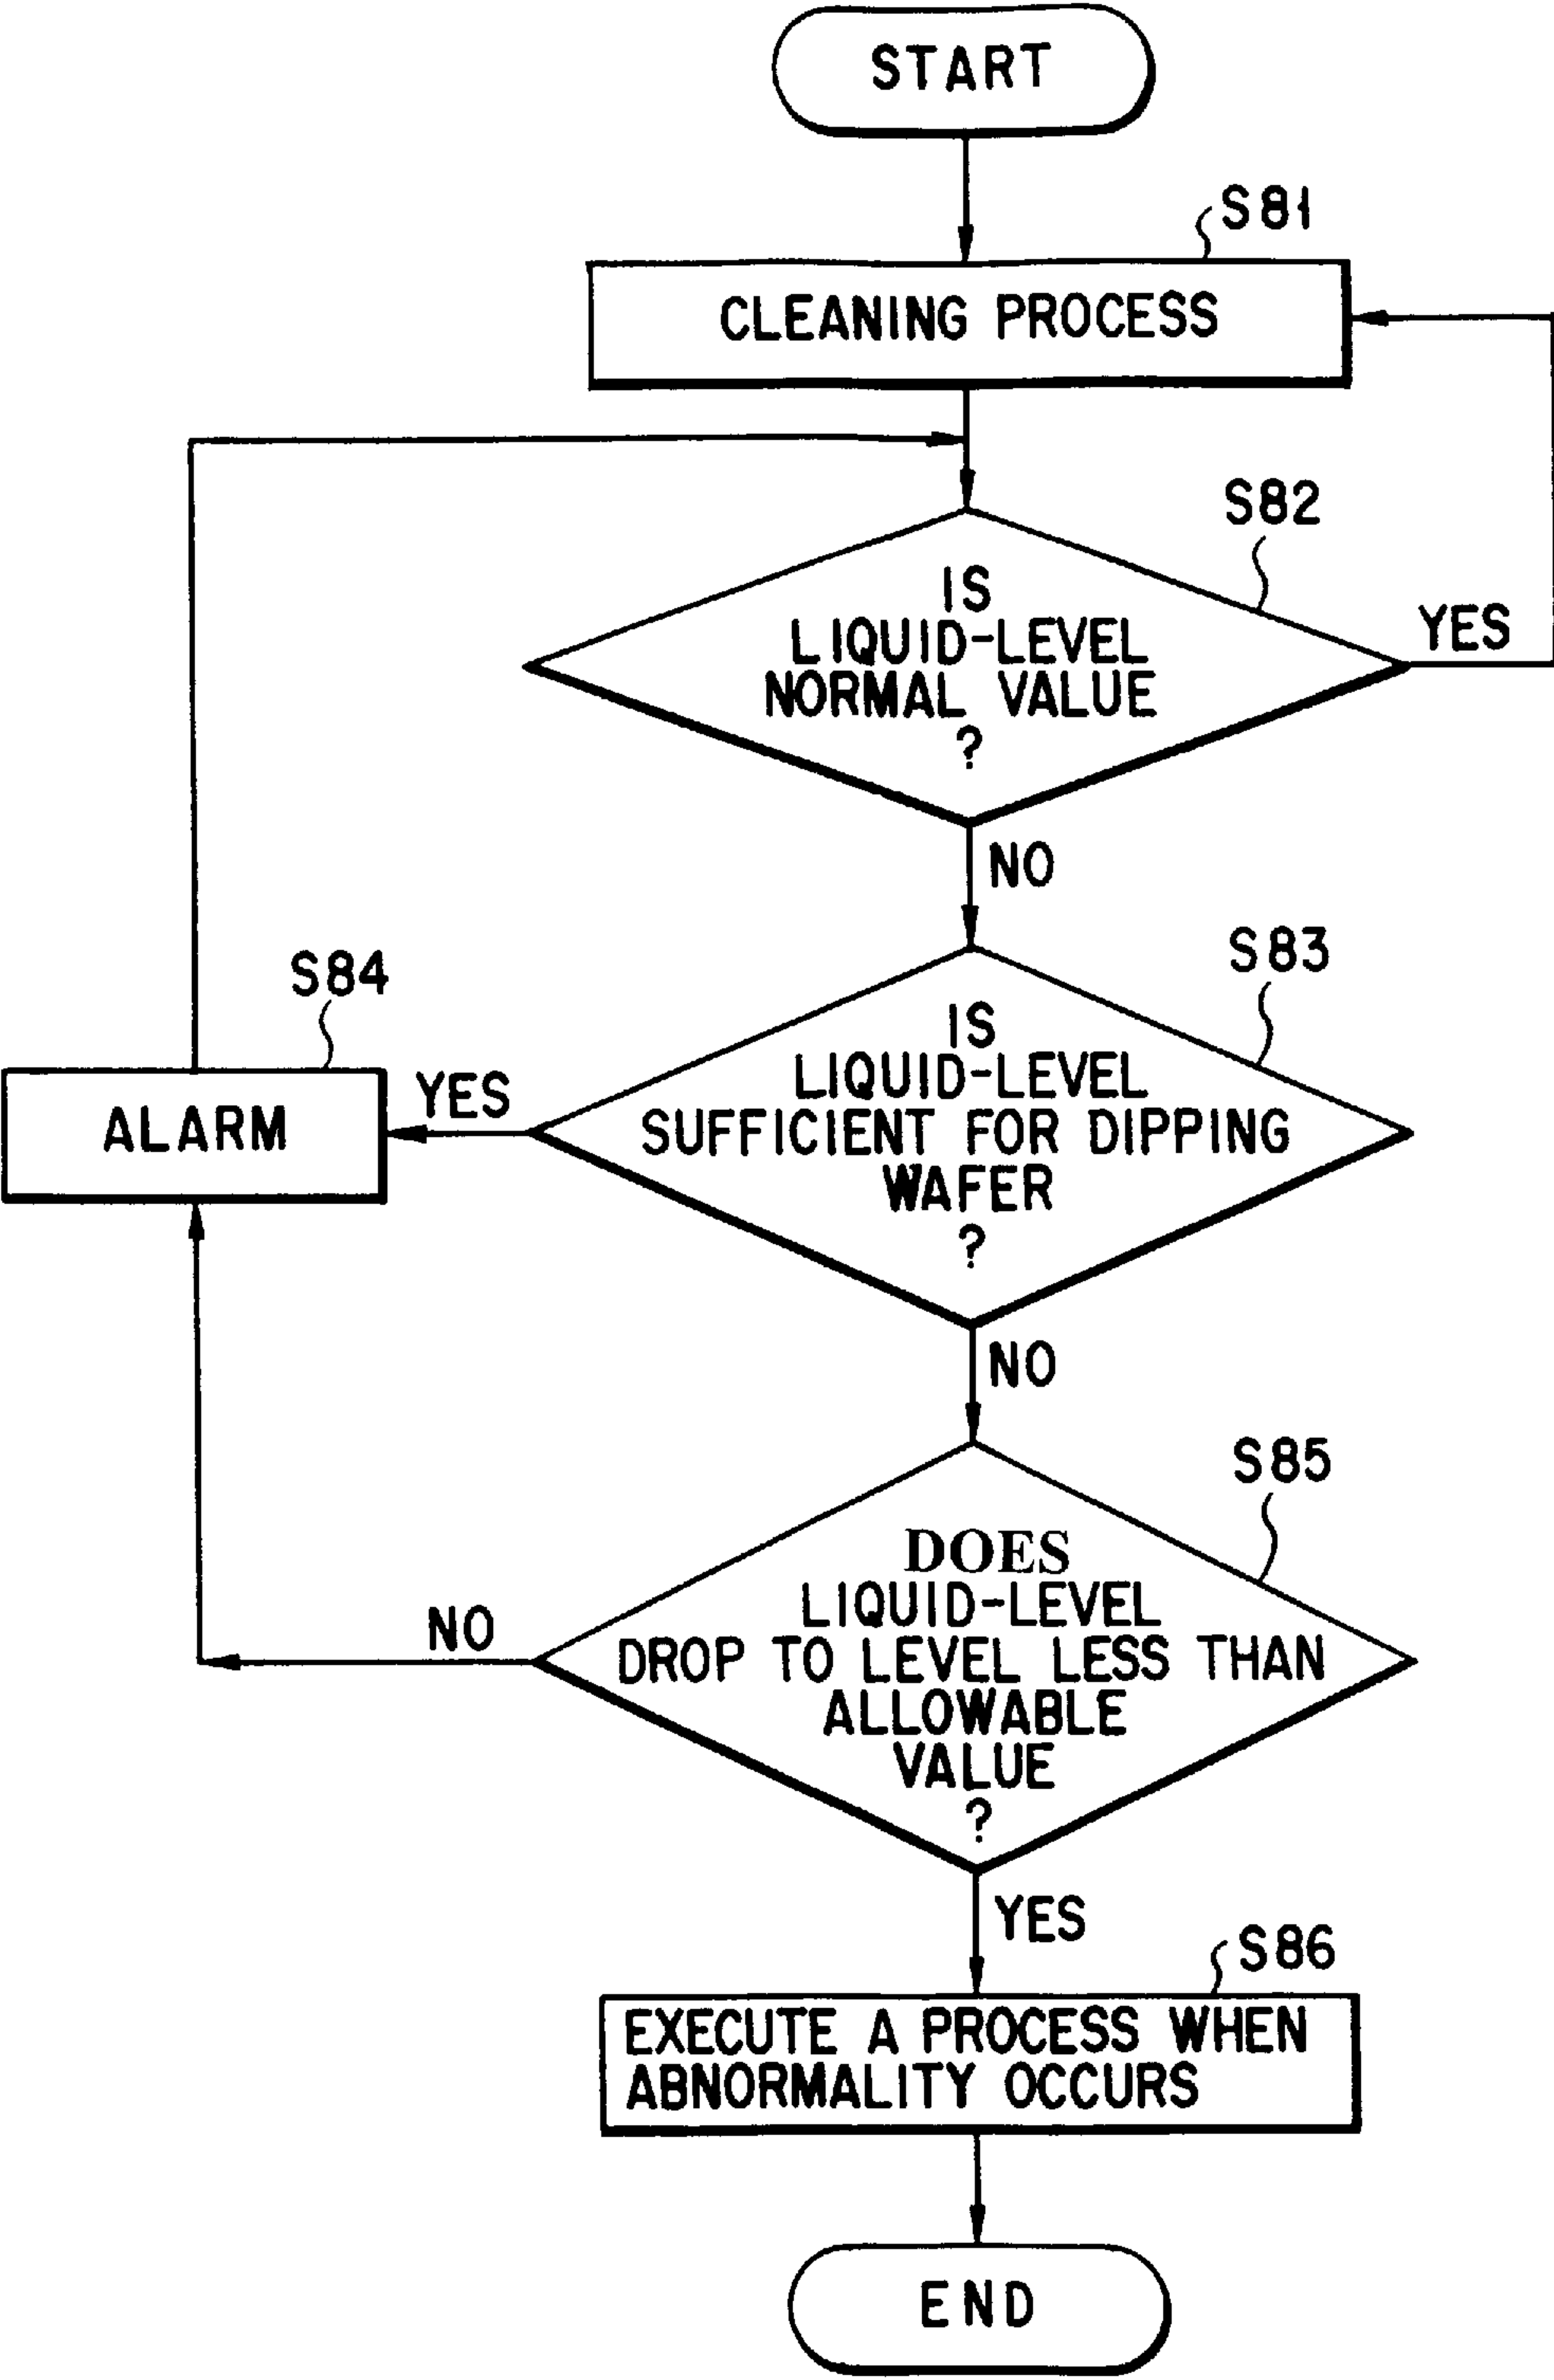 START
S81
CLEANING PROCESS
S82
IS
LIQUID-LEVEL
NORMAL VALUE
?
YES
NO
S83
IS
LIQUID-LEVEL
SUFFICIENT FOR DIPPING
WAFER
?
YES
S84
ALARM
NO
S85
DOES
LIQUID-LEVEL
DROP TO LEVEL LESS THAN
ALLOWABLE
VALUE
?
NO
YES
S86
EXECUTE A PROCESS WHEN
ABNORMALITY OCCURS
END